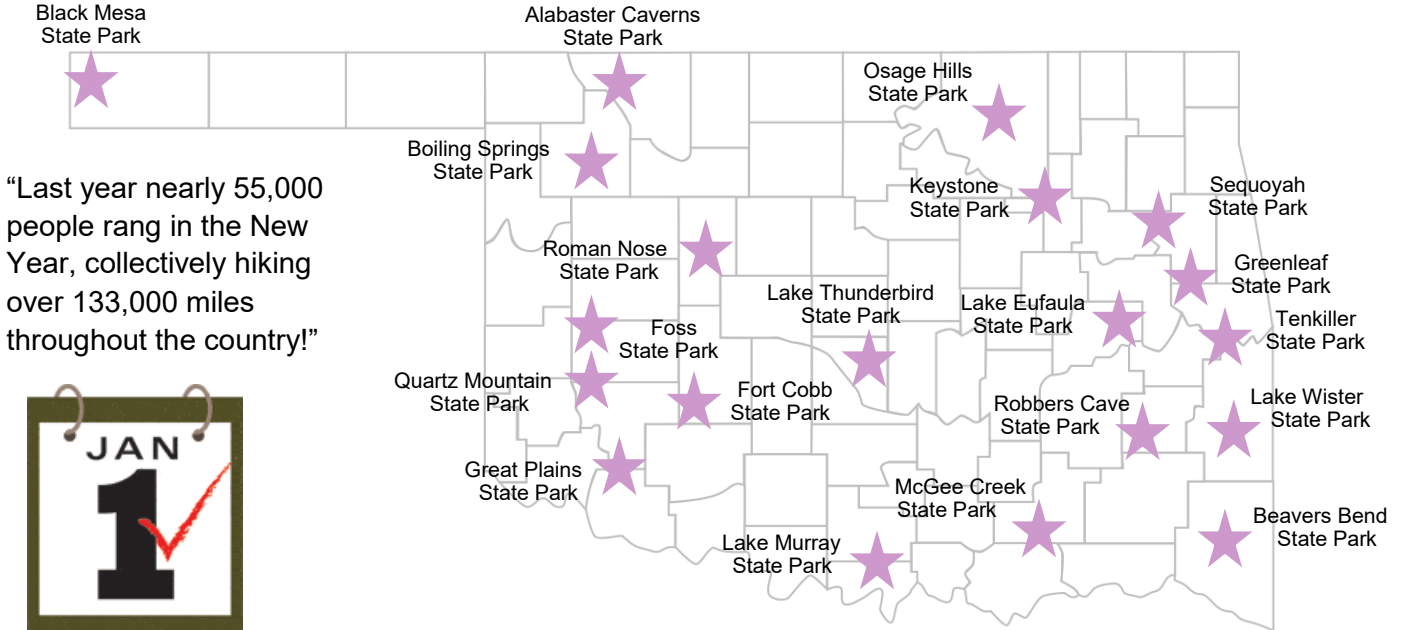 Black Mesa
State Park
Alabaster Caverns
State Park
Osage Hills
State Park
Boiling Springs
State Park
“Last year nearly 55,000
people rang in the New
Year, collectively hiking
over 133,000 miles
throughout the country!”
Keystone
State Park
Sequoyah
State Park
Roman Nose
State Park
Greenleaf
State Park
Lake Thunderbird
State Park
Lake Eufaula
State Park
Tenkiller
State Park
Foss
State Park
Quartz Mountain
State Park
Fort Cobb
State Park
Robbers Cave
State Park
Lake Wister
State Park
JAN
1
Great Plains
State Park
McGee Creek
State Park
Lake Murray
State Park
Beavers Bend
State Park